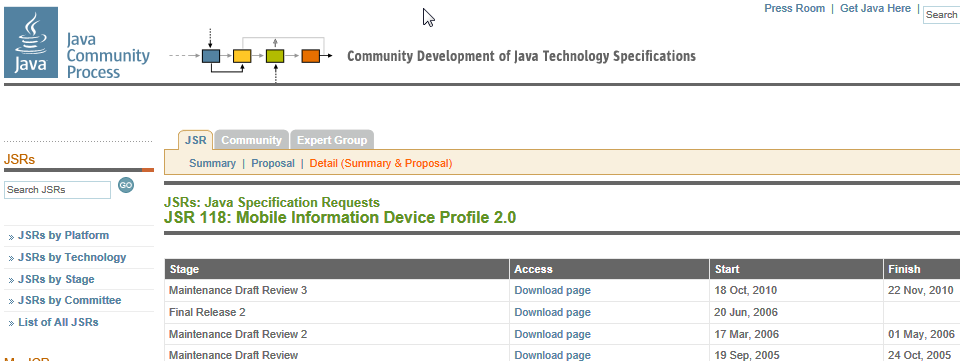 Press Room | Get Java Here |
Search
Java
Java
Community
Process
Community Development of Java Technology Specifications
JSRs
Search JSRs
GO
» JSRs by Platform
» JSRs by Technology
» JSRs by Stage
» JSRs by Committee
» List of All JSRs
JSR Community Expert Group
Summary | Proposal | Detail (Summary & Proposal)
JSRs: Java Specification Requests
JSR 118: Mobile Information Device Profile 2.0
Stage Access Start Finish
Maintenance Draft Review 3 Download page 18 Oct, 2010 22 Nov, 2010
Final Release 2 Download page 20 Jun, 2006
Maintenance Draft Review 2 Download page 17 Mar, 2006 01 May, 2006
Maintenance Draft Review Download page 19 Sep, 2005 24 Oct, 2005